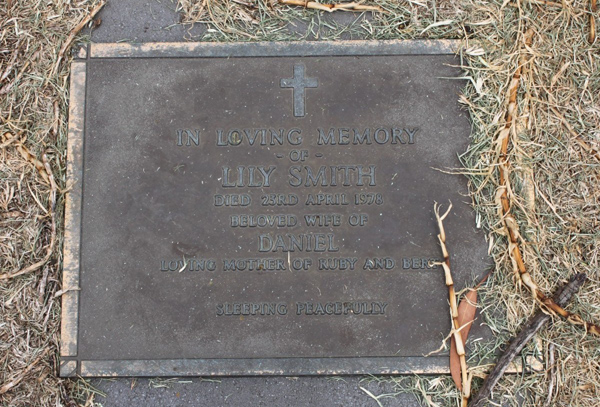 IN LOVING MEMORY
- OF -
LILY SMITH
DIED 23RD APRIL 1978
BELOVED WIFE OF
DANIEL
LOVING MOTHER OF RUBY AND
SLEEPING PEACEFULLY